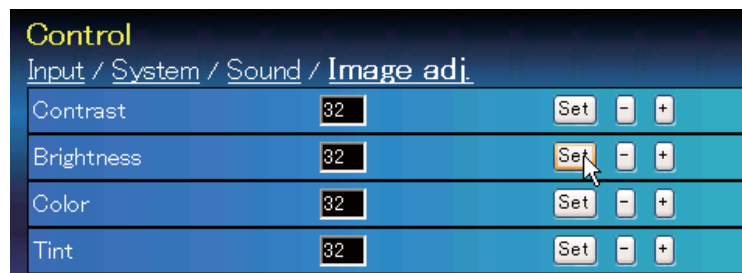 Control
Input / System / Sound / Image adj.
Contrast 32 Set - +
Brightness 32 Set - +
Color 32 Set - +
Tint 32 Set - +